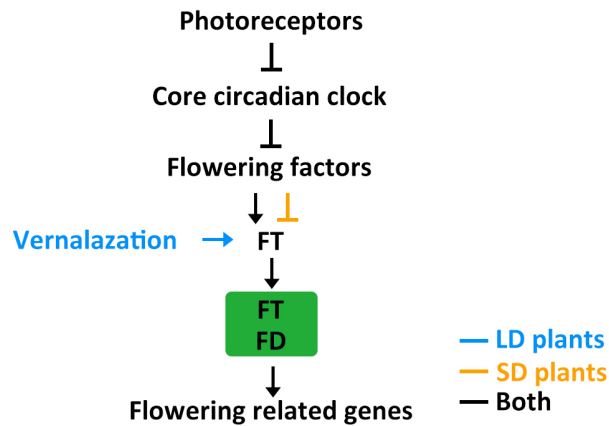 Photoreceptors
Core circadian clock
Flowering factors
Vernalazation
FT
FT
FD
Flowering related genes
LD plants
SD plants
Both